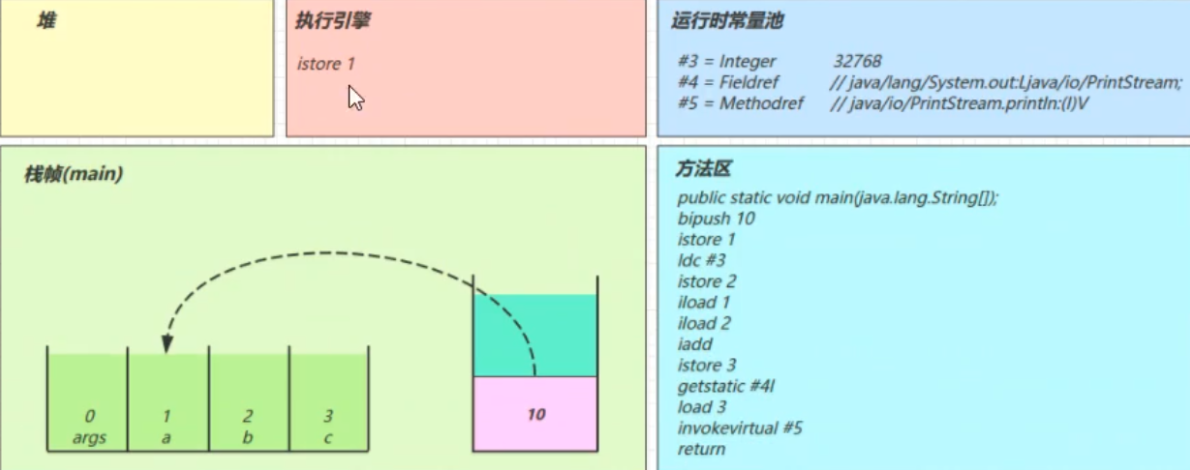 堆
执行引擎
istore 1
运行时常量池
#3 = Integer 32768
#4 = Fieldref // java/lang/System.out:Ljava/io/PrintStream;
#5 = Methodref // java/io/PrintStream.println:(I)V
栈帧(main)
0 1 2 3
args a b c
10
方法区
public static void main(java.lang.String[]);
bipush 10
istore 1
ldc #3
istore 2
iload 1
iload 2
iadd
istore 3
getstatic #4l
load 3
invokevirtual #5
return